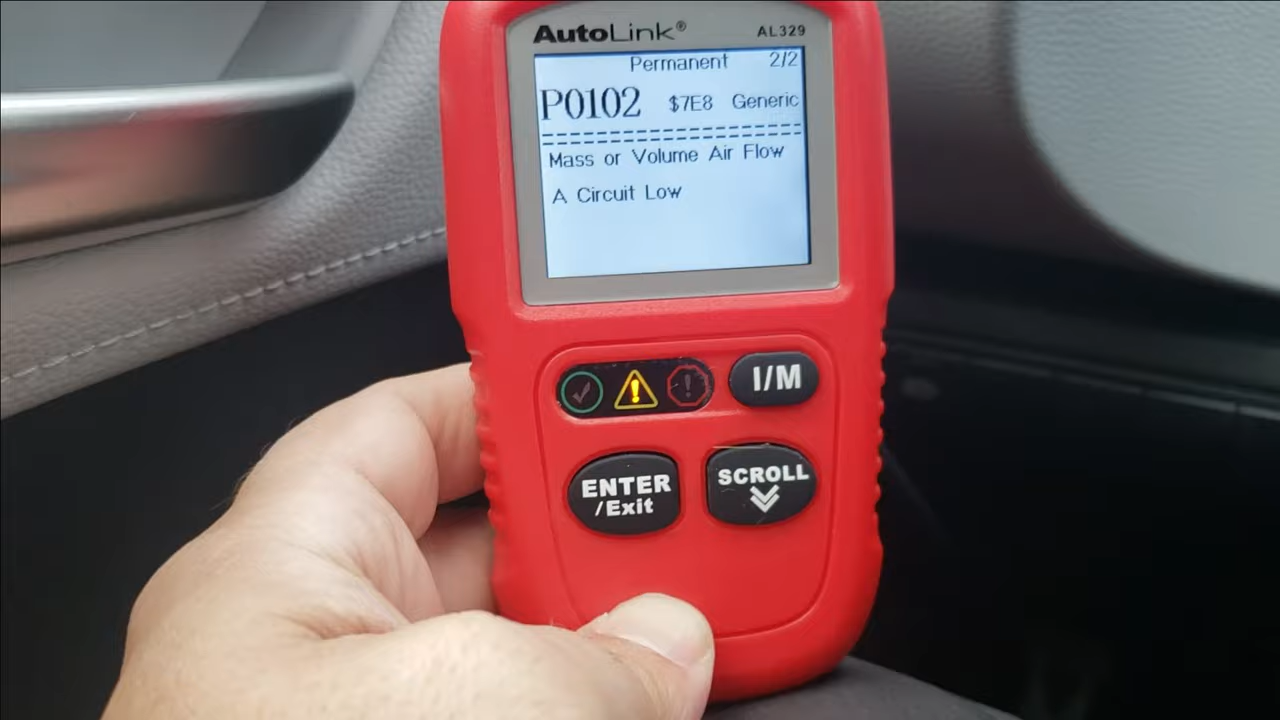 AutoLink® AL329
Permanent 2/2
P0102 $7E8 Generic
Mass or Volume Air Flow
A Circuit Low
I/M
ENTER
/Exit
SCROLL